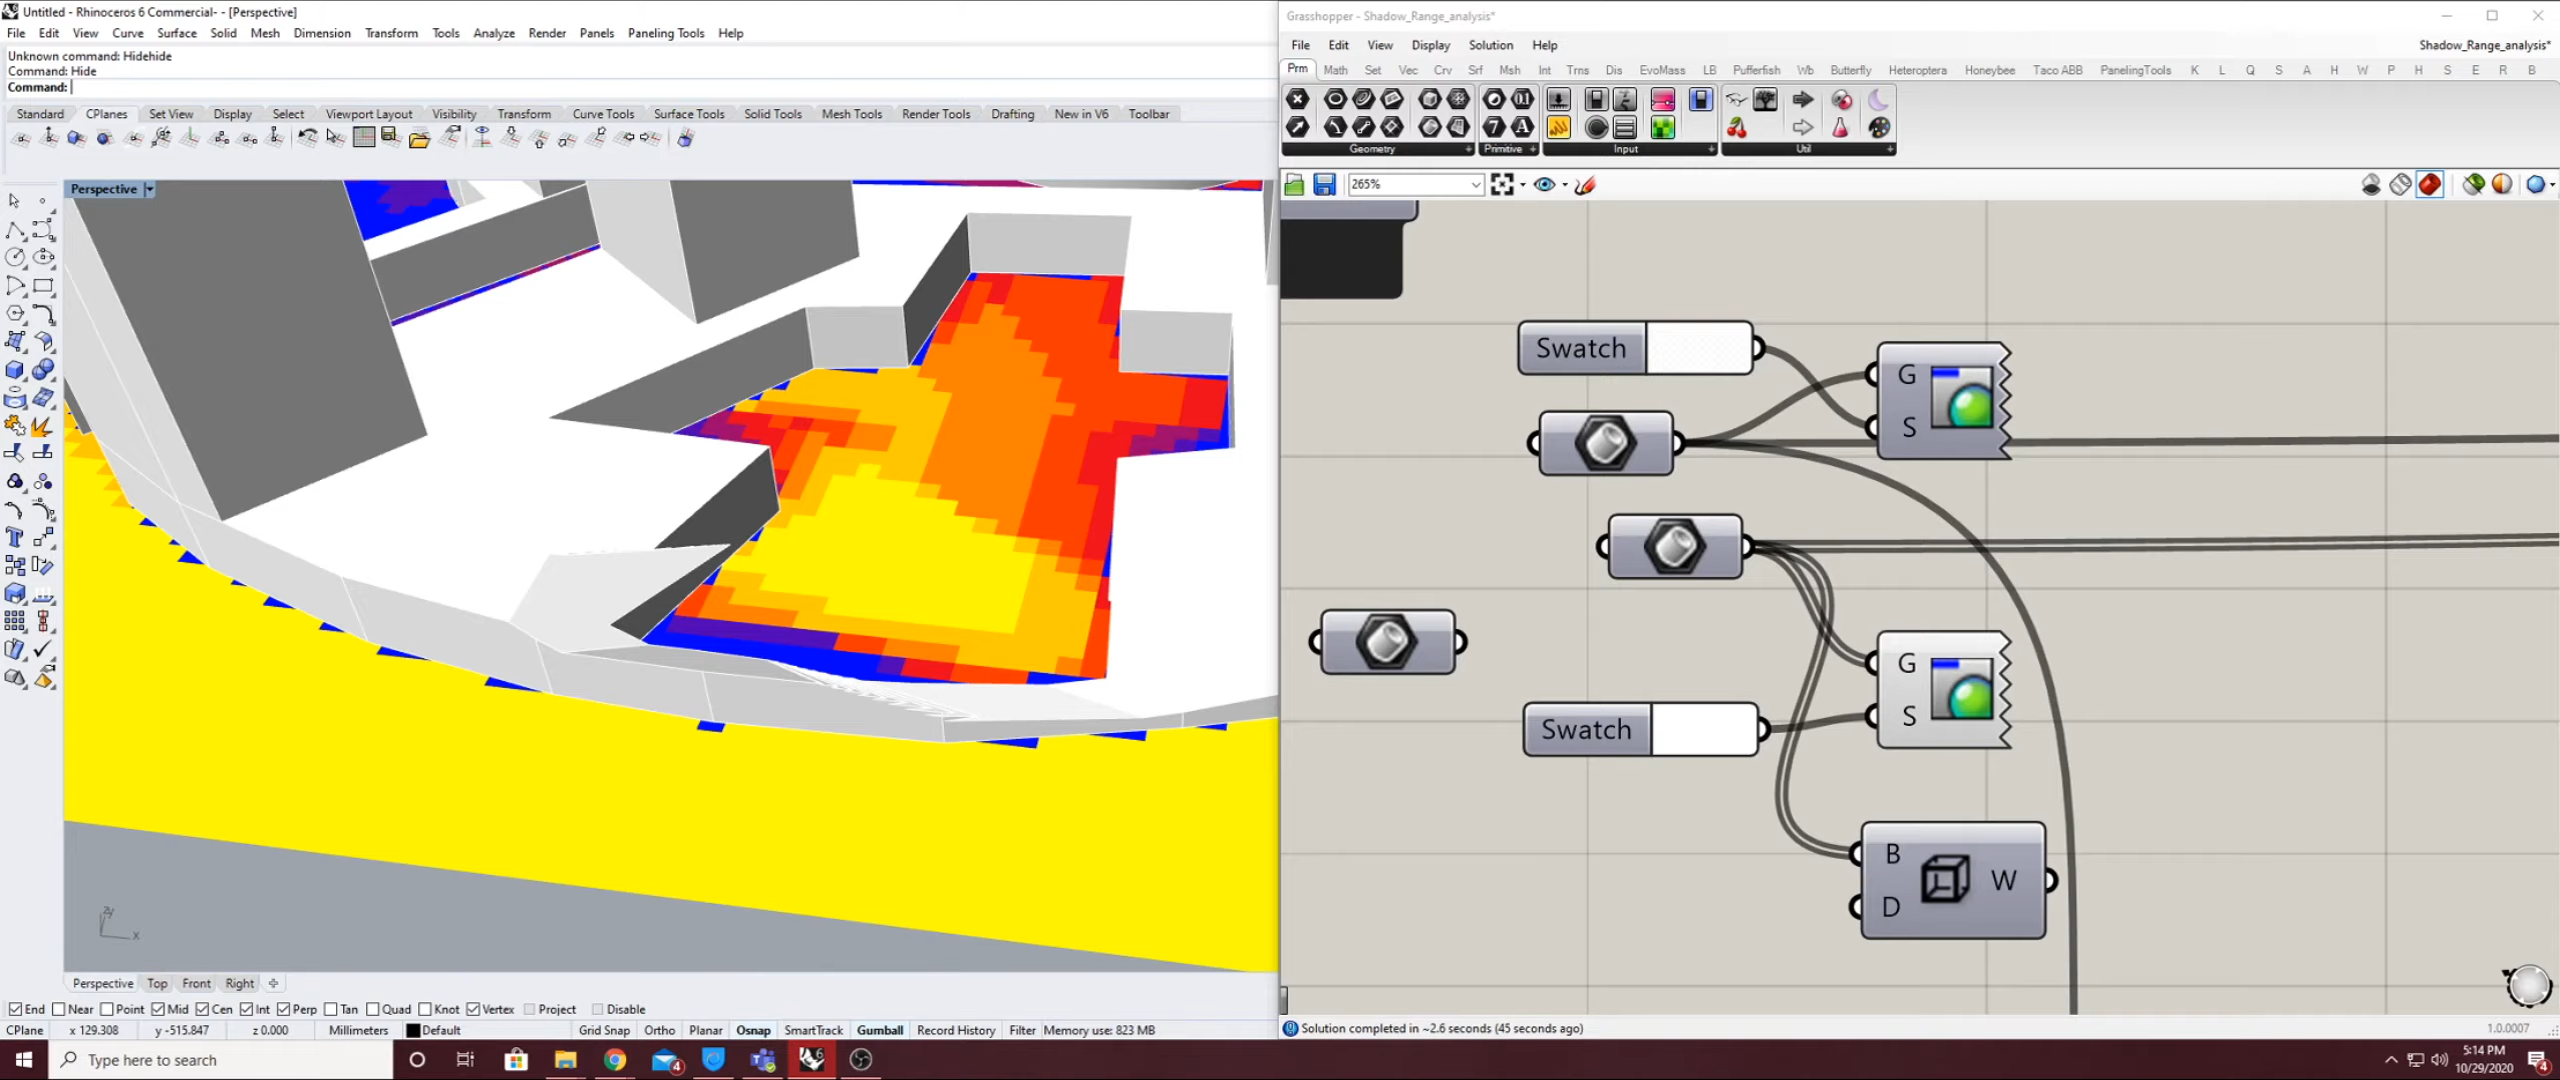 Untitled - Rhinoceros 6 Commercial- - [Perspective]
File Edit View Curve Surface Solid Mesh Dimension Transform Tools Analyze Render Panels Paneling Tools Help
Unknown command: Hidehide
Command: Hide
Command:
Standard CPlanes Set View Display Select Viewport Layout Visibility Transform Curve Tools Surface Tools Solid Tools Mesh Tools Render Tools Drafting New in V6 Toolbar
Perspective
x
Perspective Top Front Right
End Near Point Mid Cen Int Perp Tan Quad Knot Vertex Project Disable
CPlane x 129.308 y -515.847 z 0.000 Millimeters Default Grid Snap Ortho Planar Osnap SmartTrack Gumball Record History Filter Memory use: 823 MB
Grasshopper - Shadow_Range_analysis*
File Edit View Display Solution Help
Shadow_Range_analysis*
Prm Math Set Vec Crv Srf Msh Int Trns Dis EvoMass LB Pufferfish Wb Butterfly Heteroptera Honeybee Taco ABB PanelingTools K L Q S A H W P H S E R B
Geometry Primitive Input Util
265%
Swatch
G
S
G
S
Swatch
B
D
W
Solution completed in ~2.6 seconds (45 seconds ago)
1.0.0007
Type here to search
4
5:14 PM
10/29/2020
4